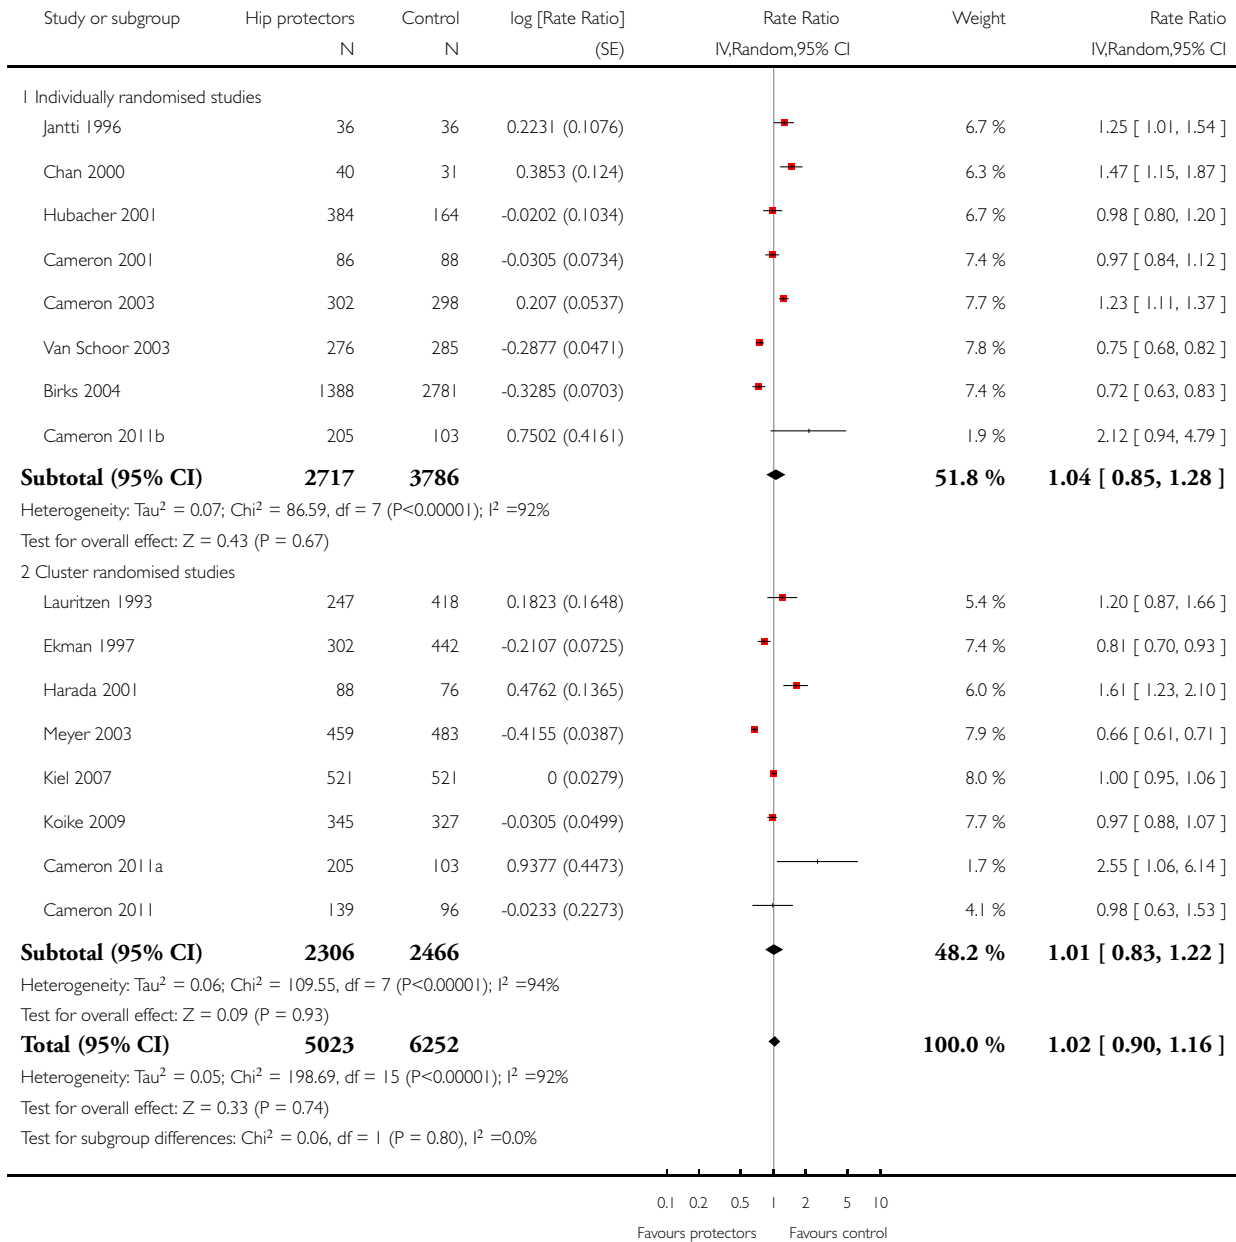 Study or subgroup Hip protectors Control log [Rate Ratio] Rate Ratio Weight Rate Ratio
N N (SE) IV,Random,95% CI IV,Random,95% CI
1 Individually randomised studies
Jantti 1996 36 36 0.2231 (0.1076) 6.7 % 1.25 [ 1.01, 1.54 ]
Chan 2000 40 31 0.3853 (0.124) 6.3 % 1.47 [ 1.15, 1.87 ]
Hubacher 2001 384 164 -0.0202 (0.1034) 6.7 % 0.98 [ 0.80, 1.20 ]
Cameron 2001 86 88 -0.0305 (0.0734) 7.4 % 0.97 [ 0.84, 1.12 ]
Cameron 2003 302 298 0.207 (0.0537) 7.7 % 1.23 [ 1.11, 1.37 ]
Van Schoor 2003 276 285 -0.2877 (0.0471) 7.8 % 0.75 [ 0.68, 0.82 ]
Birks 2004 1388 2781 -0.3285 (0.0703) 7.4 % 0.72 [ 0.63, 0.83 ]
Cameron 2011b 205 103 0.7502 (0.4161) 1.9 % 2.12 [ 0.94, 4.79 ]
Subtotal (95% CI) 2717 3786 51.8 % 1.04 [ 0.85, 1.28 ]
Heterogeneity: Tau² = 0.07; Chi² = 86.59, df = 7 (P<0.00001); I² =92%
Test for overall effect: Z = 0.43 (P = 0.67)
2 Cluster randomised studies
Lauritzen 1993 247 418 0.1823 (0.1648) 5.4 % 1.20 [ 0.87, 1.66 ]
Ekman 1997 302 442 -0.2107 (0.0725) 7.4 % 0.81 [ 0.70, 0.93 ]
Harada 2001 88 76 0.4762 (0.1365) 6.0 % 1.61 [ 1.23, 2.10 ]
Meyer 2003 459 483 -0.4155 (0.0387) 7.9 % 0.66 [ 0.61, 0.71 ]
Kiel 2007 521 521 0 (0.0279) 8.0 % 1.00 [ 0.95, 1.06 ]
Koike 2009 345 327 -0.0305 (0.0499) 7.7 % 0.97 [ 0.88, 1.07 ]
Cameron 2011a 205 103 0.9377 (0.4473) 1.7 % 2.55 [ 1.06, 6.14 ]
Cameron 2011 139 96 -0.0233 (0.2273) 4.1 % 0.98 [ 0.63, 1.53 ]
Subtotal (95% CI) 2306 2466 48.2 % 1.01 [ 0.83, 1.22 ]
Heterogeneity: Tau² = 0.06; Chi² = 109.55, df = 7 (P<0.00001); I² =94%
Test for overall effect: Z = 0.09 (P = 0.93)
Total (95% CI) 5023 6252 100.0 % 1.02 [ 0.90, 1.16 ]
Heterogeneity: Tau² = 0.05; Chi² = 198.69, df = 15 (P<0.00001); I² =92%
Test for overall effect: Z = 0.33 (P = 0.74)
Test for subgroup differences: Chi² = 0.06, df = 1 (P = 0.80), I² =0.0%
0.1 0.2 0.5 1 2 5 10
Favours protectors Favours control